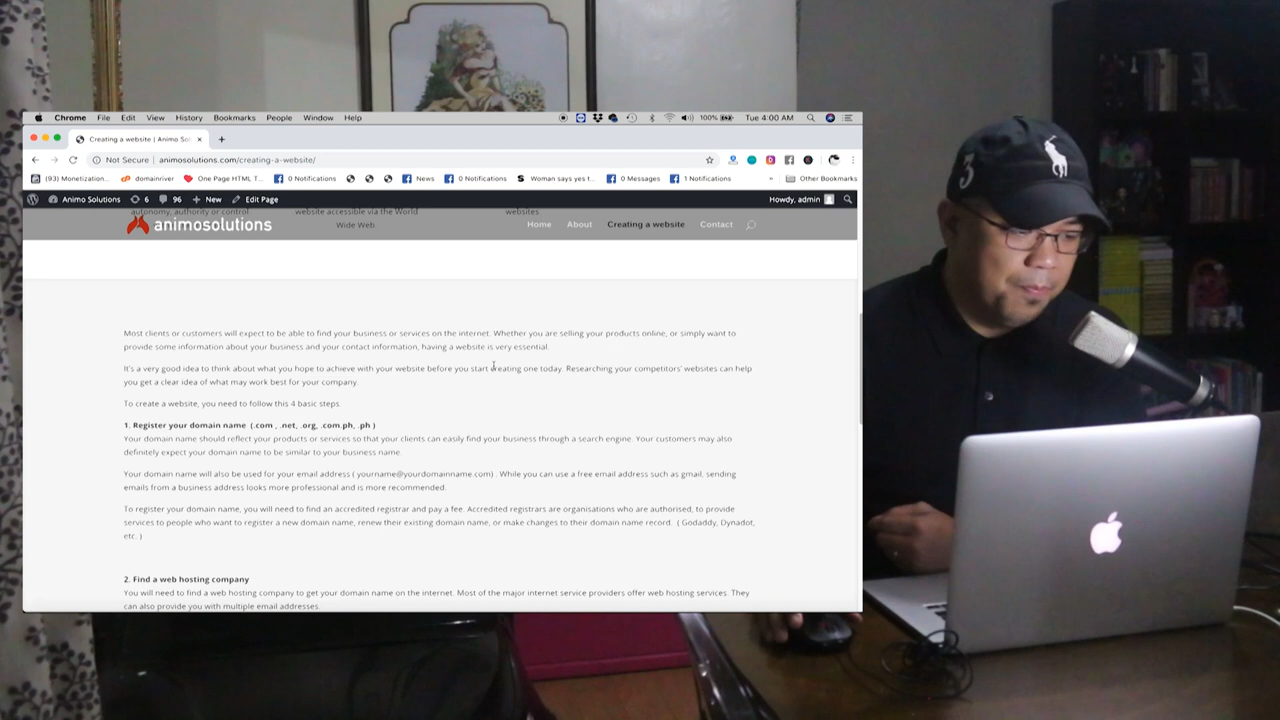 Chrome File Edit View History Bookmarks People Window Help 100% Tue 4:00 AM
Creating a website | Animo So
Not Secure | animosolutions.com/creating-a-website/
(93) Monetization... domainriver One Page HTML T... 0 Notifications News 0 Notifications Woman says yes t... 0 Messages 1 Notifications » Other Bookmarks
Animo Solutions 6 96 + New Edit Page Howdy, admin
autonomy, authority or control website accessible via the World websites
animosolutions Wide Web Home About Creating a website Contact
Most clients or customers will expect to be able to find your business or services on the internet. Whether you are selling your products online, or simply want to
provide some information about your business and your contact information, having a website is very essential.
It's a very good idea to think about what you hope to achieve with your website before you start creating one today. Researching your competitors' websites can help
you get a clear idea of what may work best for your company.
To create a website, you need to follow this 4 basic steps.
1. Register your domain name (.com , .net, .org, .com.ph, .ph )
Your domain name should reflect your products or services so that your clients can easily find your business through a search engine. Your customers may also
definitely expect your domain name to be similar to your business name.
Your domain name will also be used for your email address ( yourname@yourdomainname.com) . While you can use a free email address such as gmail, sending
emails from a business address looks more professional and is more recommended.
To register your domain name, you will need to find an accredited registrar and pay a fee. Accredited registrars are organisations who are authorised, to provide
services to people who want to register a new domain name, renew their existing domain name, or make changes to their domain name record. ( Godaddy, Dynadot,
etc. )
2. Find a web hosting company
You will need to find a web hosting company to get your domain name on the internet. Most of the major internet service providers offer web hosting services. They
can also provide you with multiple email addresses.
3